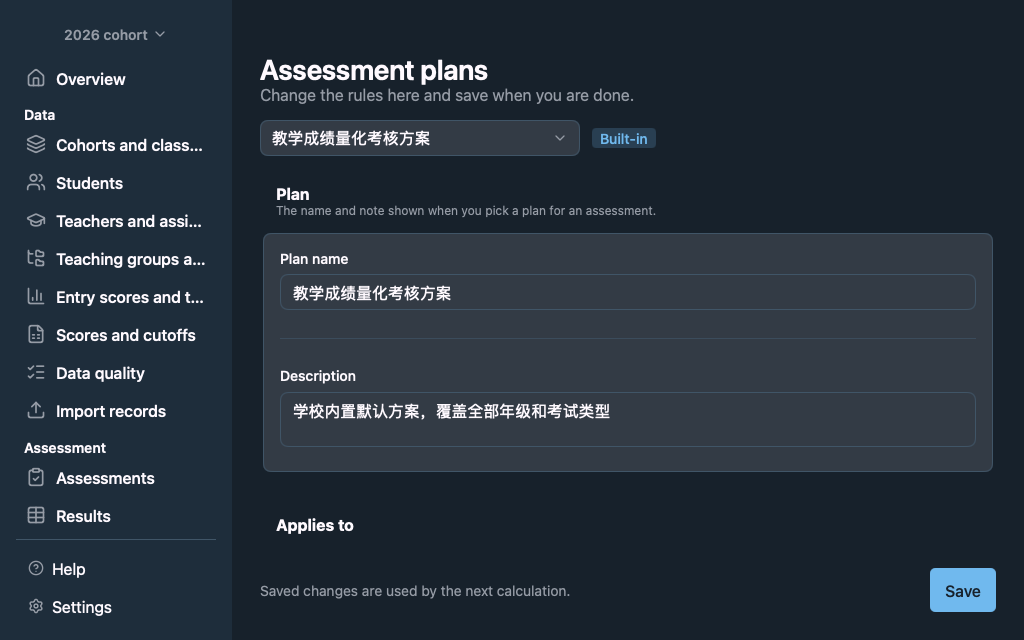 2026 cohort
Overview
Data
Cohorts and class...
Students
Teachers and assi...
Teaching groups a...
Entry scores and t...
Scores and cutoffs
Data quality
Import records
Assessment
Assessments
Results
Help
Settings
Assessment plans
Change the rules here and save when you are done.
教学成绩量化考核方案
Built-in
Plan
The name and note shown when you pick a plan for an assessment.
Plan name
教学成绩量化考核方案
Description
学校内置默认方案，覆盖全部年级和考试类型
Applies to
Saved changes are used by the next calculation.
Save